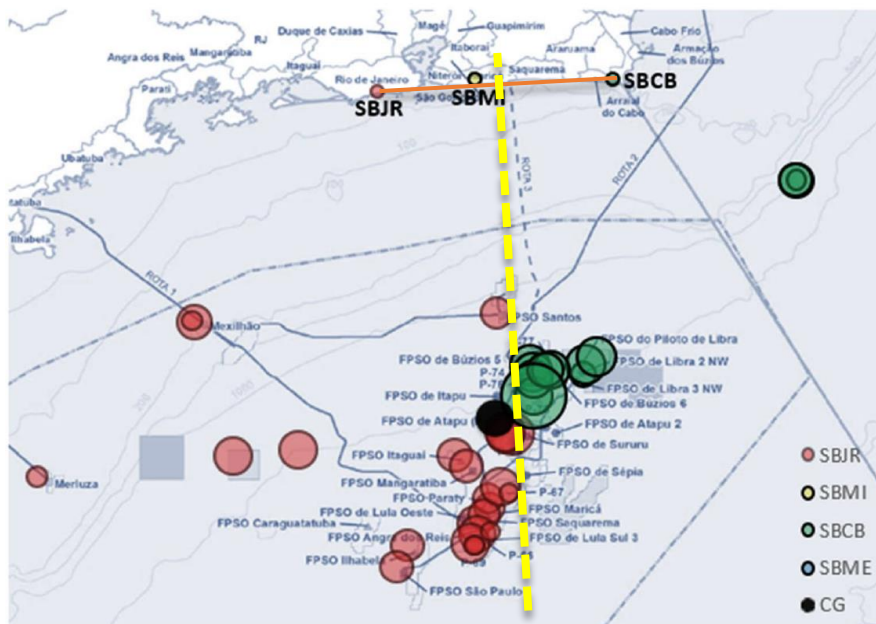 Duque de Caxias
Magé
Guapimirim
Cabo Frio
RJ
Itaboraí
Araruama
Armação
dos Búzios
Angra dos Reis
Mangaratiba
Itaguaí
Parati
Rio de Janeiro
Niterói
Saquarema
SBCB
SBMI
São Go
SBJR
Arraial
do Cabo
Ubatuba
Ilhabela
ROTA 3
ROTA 2
ROTA 1
Mexilhão
FPSO Santos
FPSO do Piloto de Libra
FPSO de Búzios 5
FPSO de Libra 2 NW
P-74
P-76
FPSO de Libra 3 NW
FPSO de Itapu
FPSO de Búzios 6
FPSO de Atapu (
FPSO de Atapu 2
FPSO de Sururu
FPSO Itaguaí
FPSO de Sépia
Merluza
FPSO Mangaratiba
P-67
FPSO Paraty
FPSO Maricá
FPSO de Lula Oeste
FPSO Saquarema
FPSO Caraguatatuba
FPSO Angra dos Reis
FPSO de Lula Sul 3
FPSO Ilhabela
FPSO São Paulo
100
200
1000
SBJR
SBMI
SBCB
SBME
CG